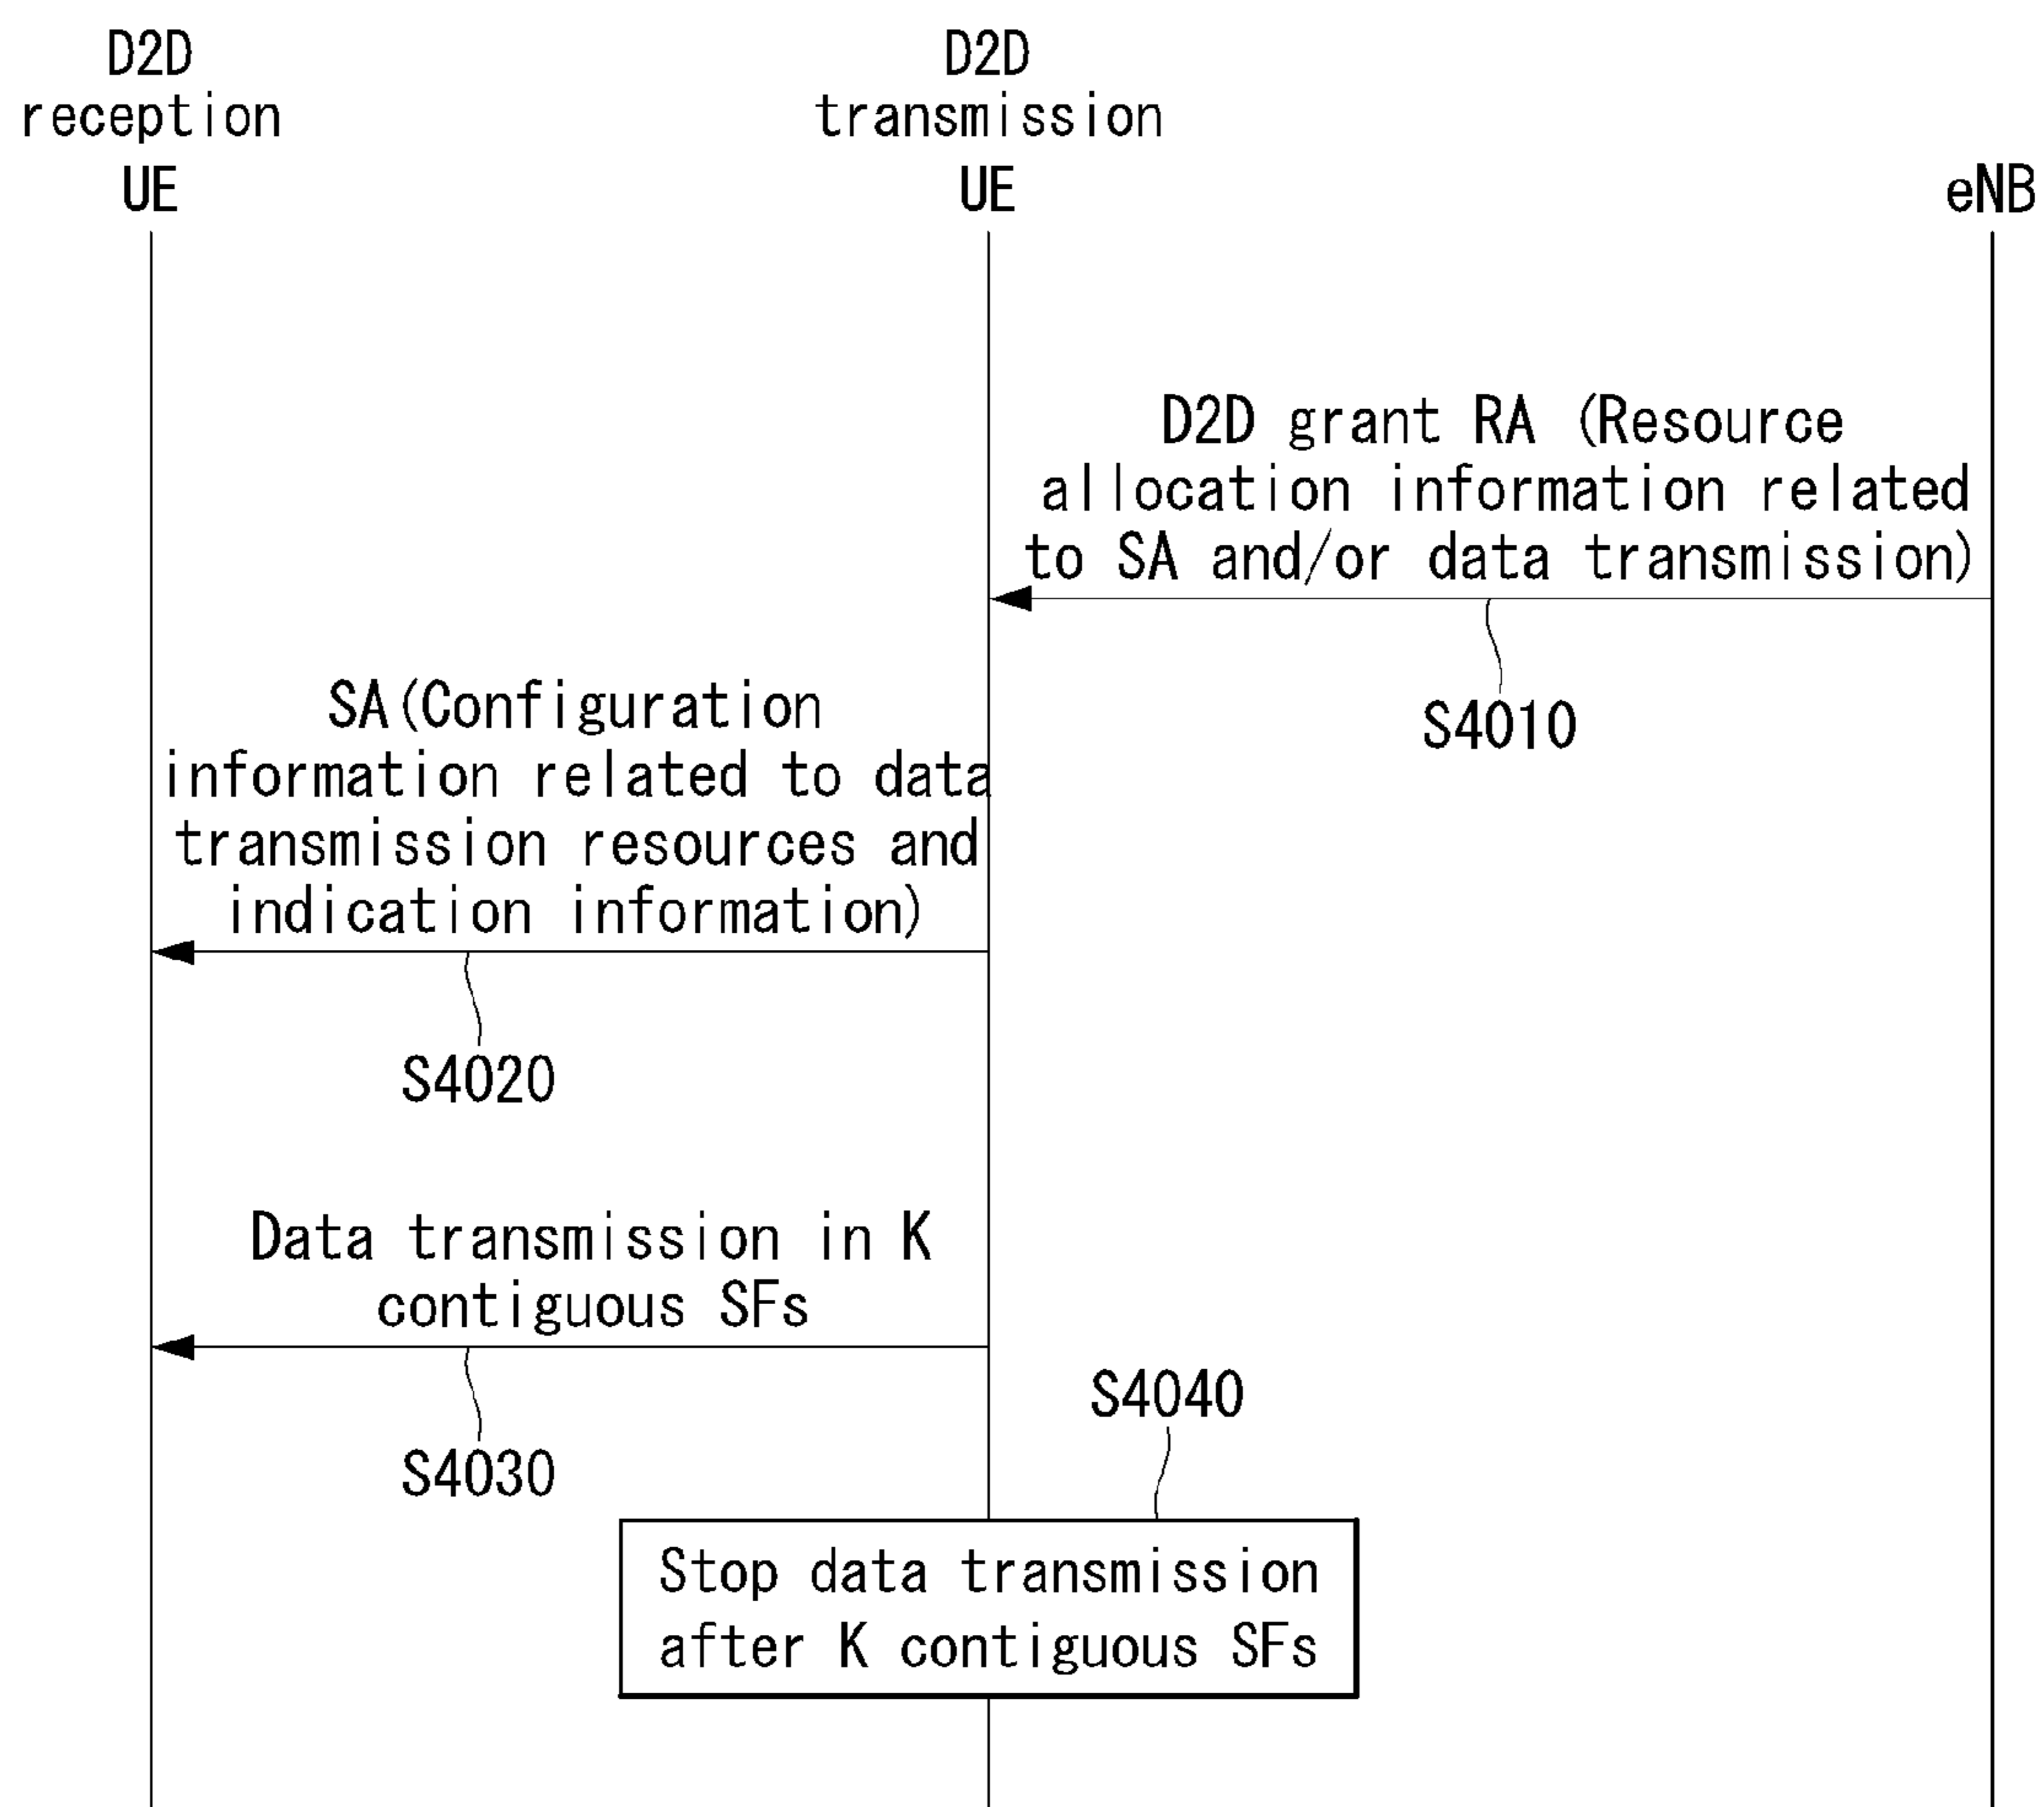 D2D
reception
UE
D2D
transmission
UE
eNB
D2D grant RA (Resource
allocation information related
to SA and/or data transmission)
S4010
SA(Configuration
information related to data
transmission resources and
indication information)
S4020
Data transmission in K
contiguous SFs
S4030
S4040
Stop data transmission
after K contiguous SFs